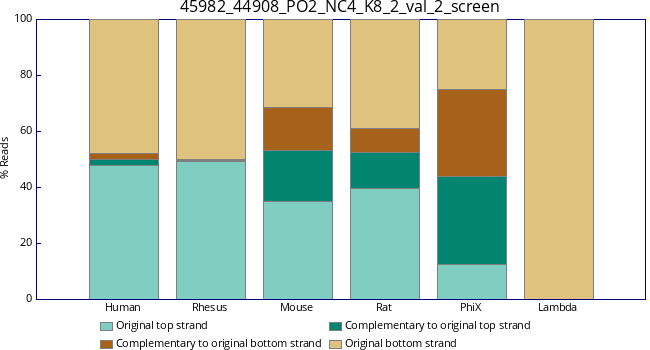 45982_44908_PO2_NC4_K8_2_val_2_screen
100
80
60
40
20
0
% Reads
Human Rhesus Mouse Rat PhiX Lambda
Original top strand Complementary to original top strand
Complementary to original bottom strand Original bottom strand